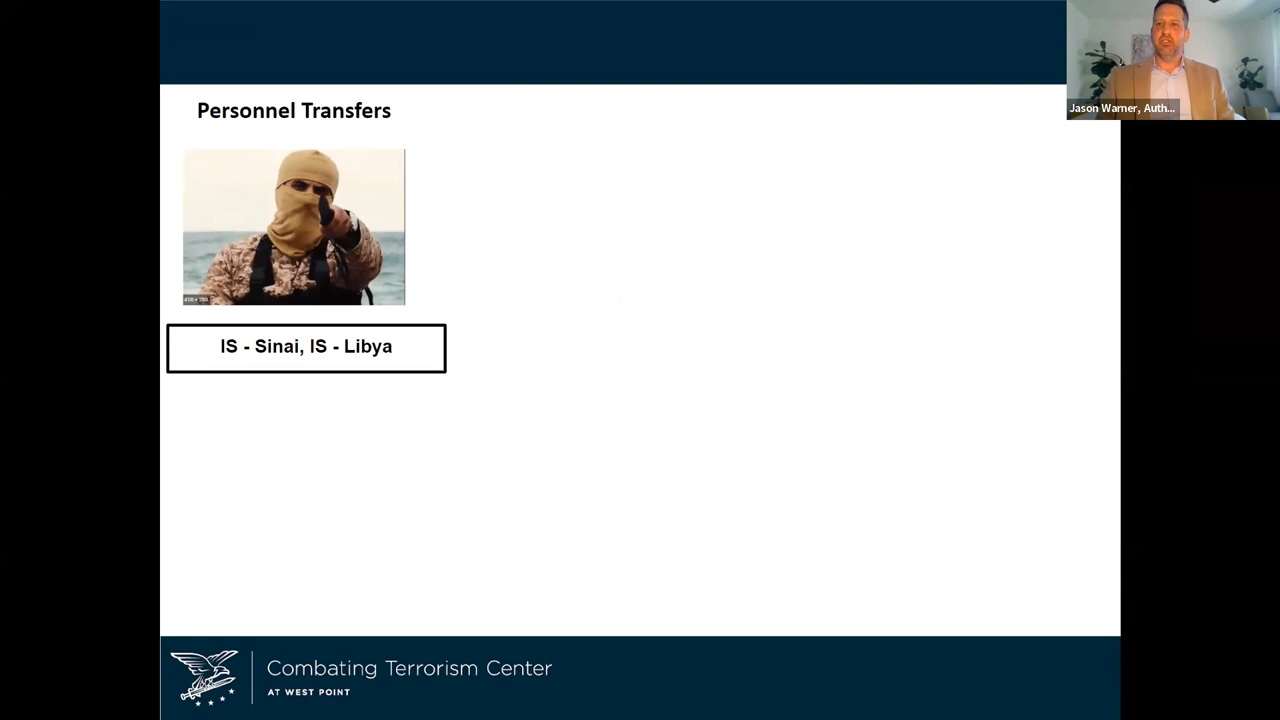 Jason Warner, Auth...
Personnel Transfers
IS - Sinai, IS - Libya
Combating Terrorism Center
AT WEST POINT